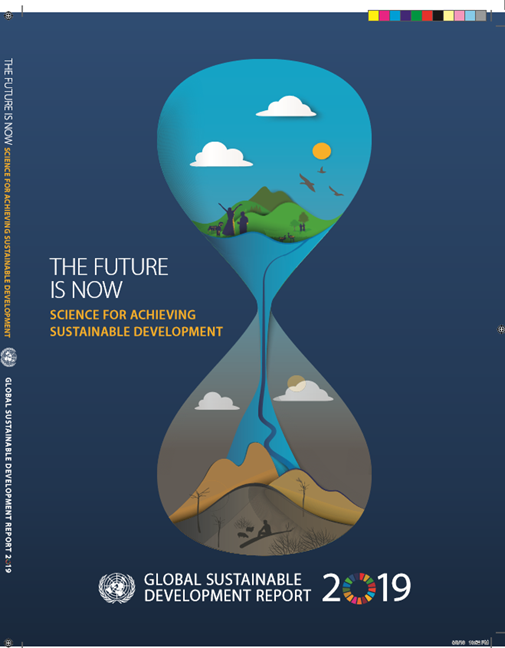 THE FUTURE IS NOW SCIENCE FOR ACHIEVING SUSTAINABLE DEVELOPMENT
GLOBAL SUSTAINABLE DEVELOPMENT REPORT 2019
THE FUTURE
IS NOW
SCIENCE FOR ACHIEVING
SUSTAINABLE DEVELOPMENT
GLOBAL SUSTAINABLE
DEVELOPMENT REPORT
2019